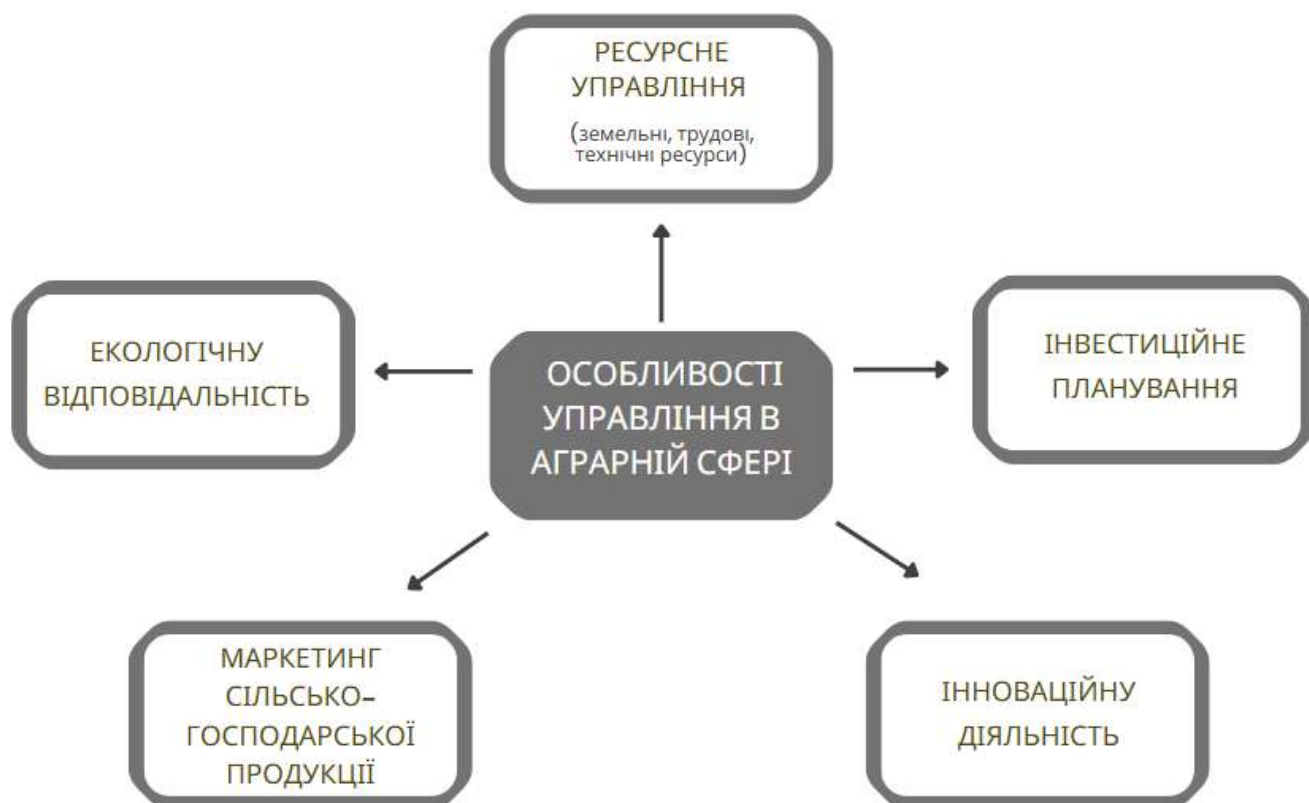 РЕСУРСНЕ
УПРАВЛІННЯ
(земельні, трудові,
технічні ресурси)
ЕКОЛОГІЧНУ
ВІДПОВІДАЛЬНІСТЬ
ОСОБЛИВОСТІ
УПРАВЛІННЯ В
АГРАРНІЙ СФЕРІ
ІНВЕСТИЦІЙНЕ
ПЛАНУВАННЯ
МАРКЕТИНГ
СІЛЬСЬКО–
ГОСПОДАРСЬКОЇ
ПРОДУКЦІЇ
ІННОВАЦІЙНУ
ДІЯЛЬНІСТЬ